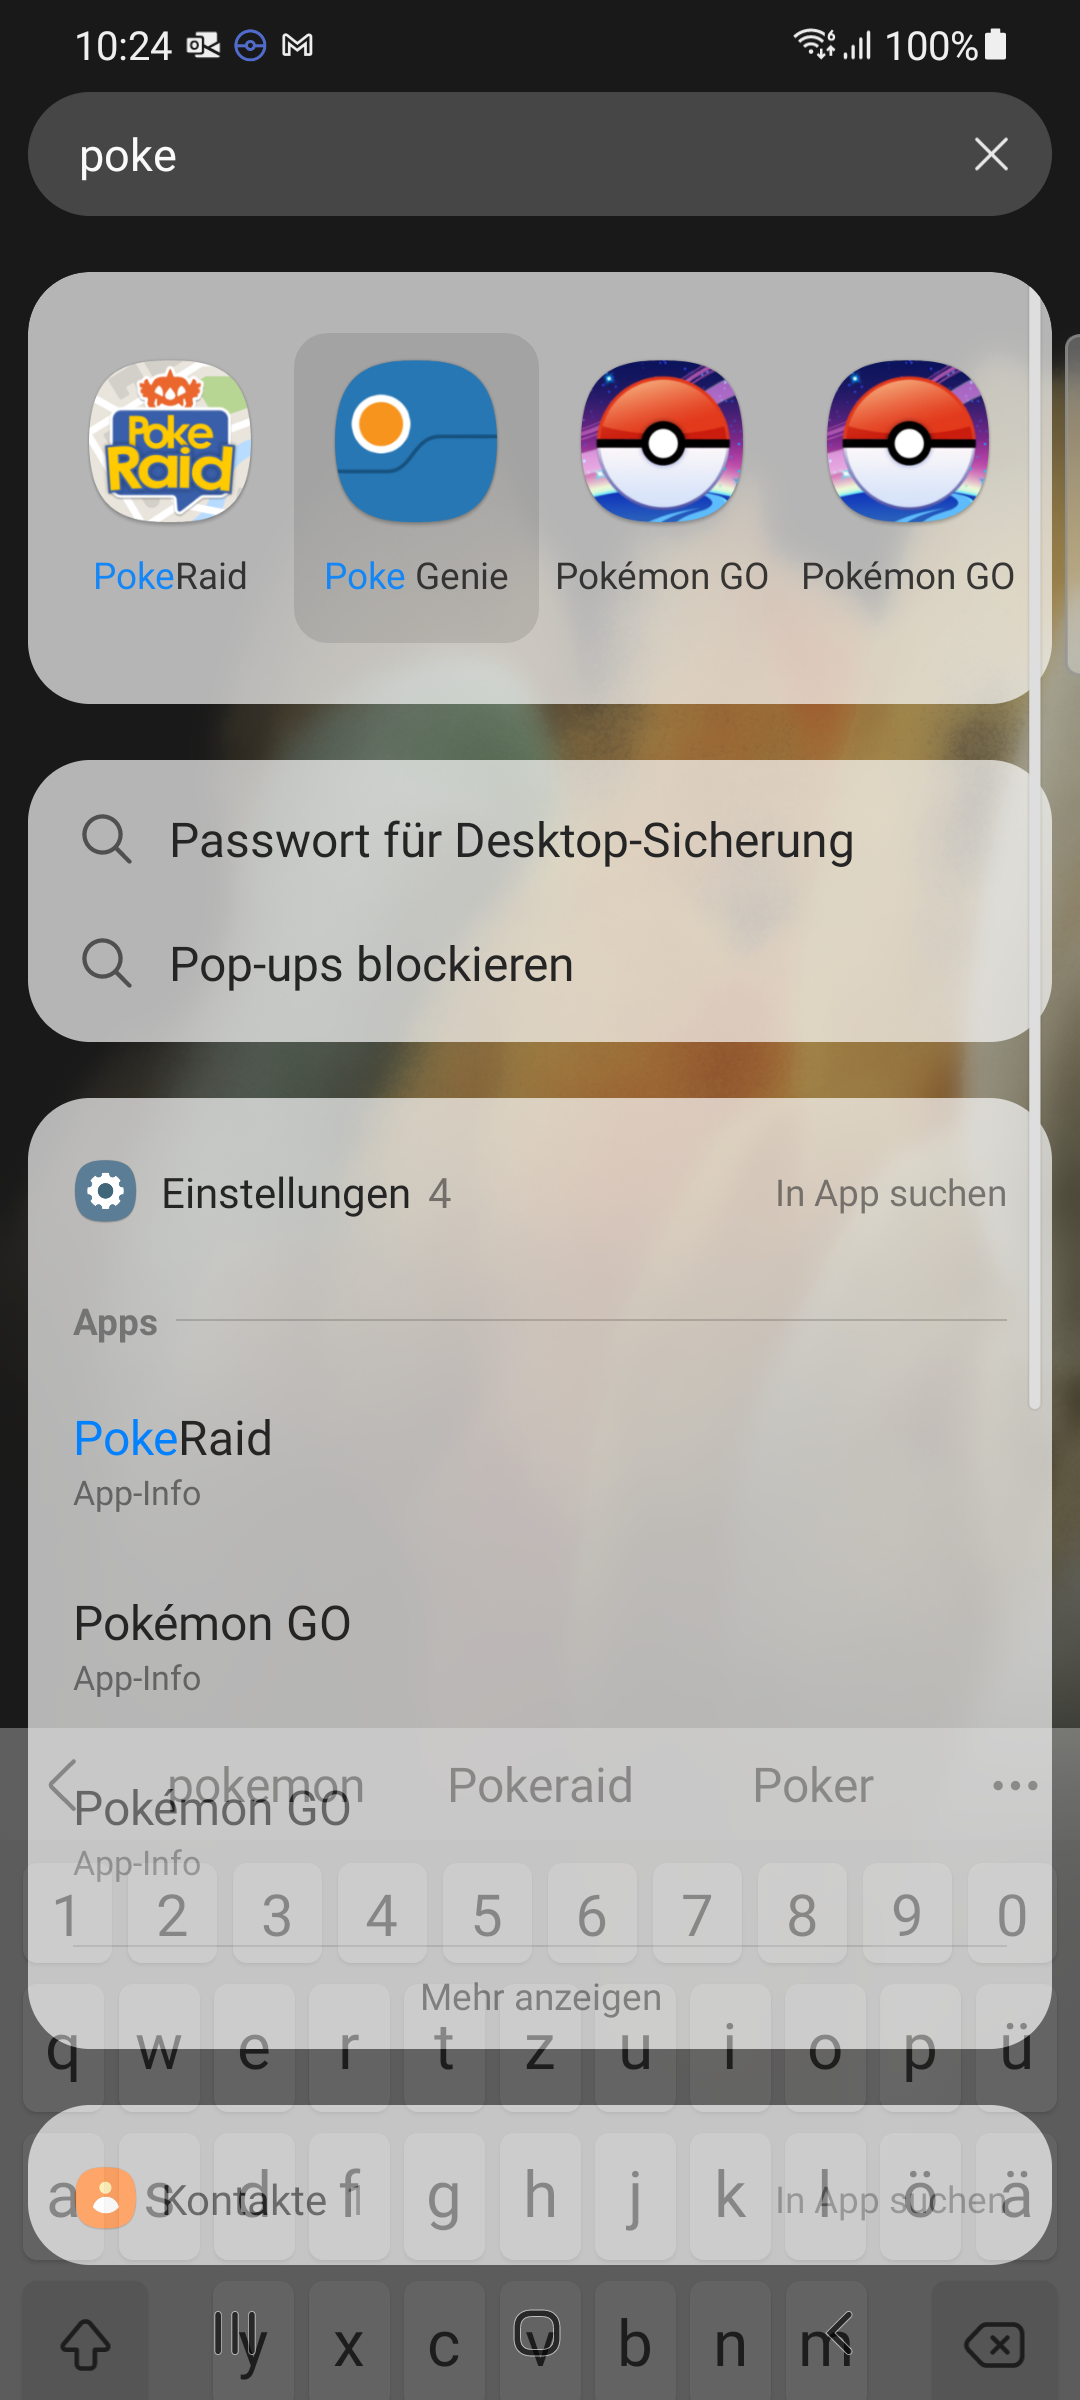 10:24 100%
poke
Poke
Raid
PokeRaid Poke Genie Pokémon GO Pokémon GO
Passwort für Desktop-Sicherung
Pop-ups blockieren
Einstellungen 4 In App suchen
Apps
PokeRaid
App-Info
Pokémon GO
App-Info
pokemon Pokeraid Poker
Pokémon GO
App-Info
1 2 3 4 5 6 7 8 9 0
Mehr anzeigen
q w e r t z u i o p ü
a s d f g h j k l ö ä
Kontakte 1 In App suchen
y x c v b n m